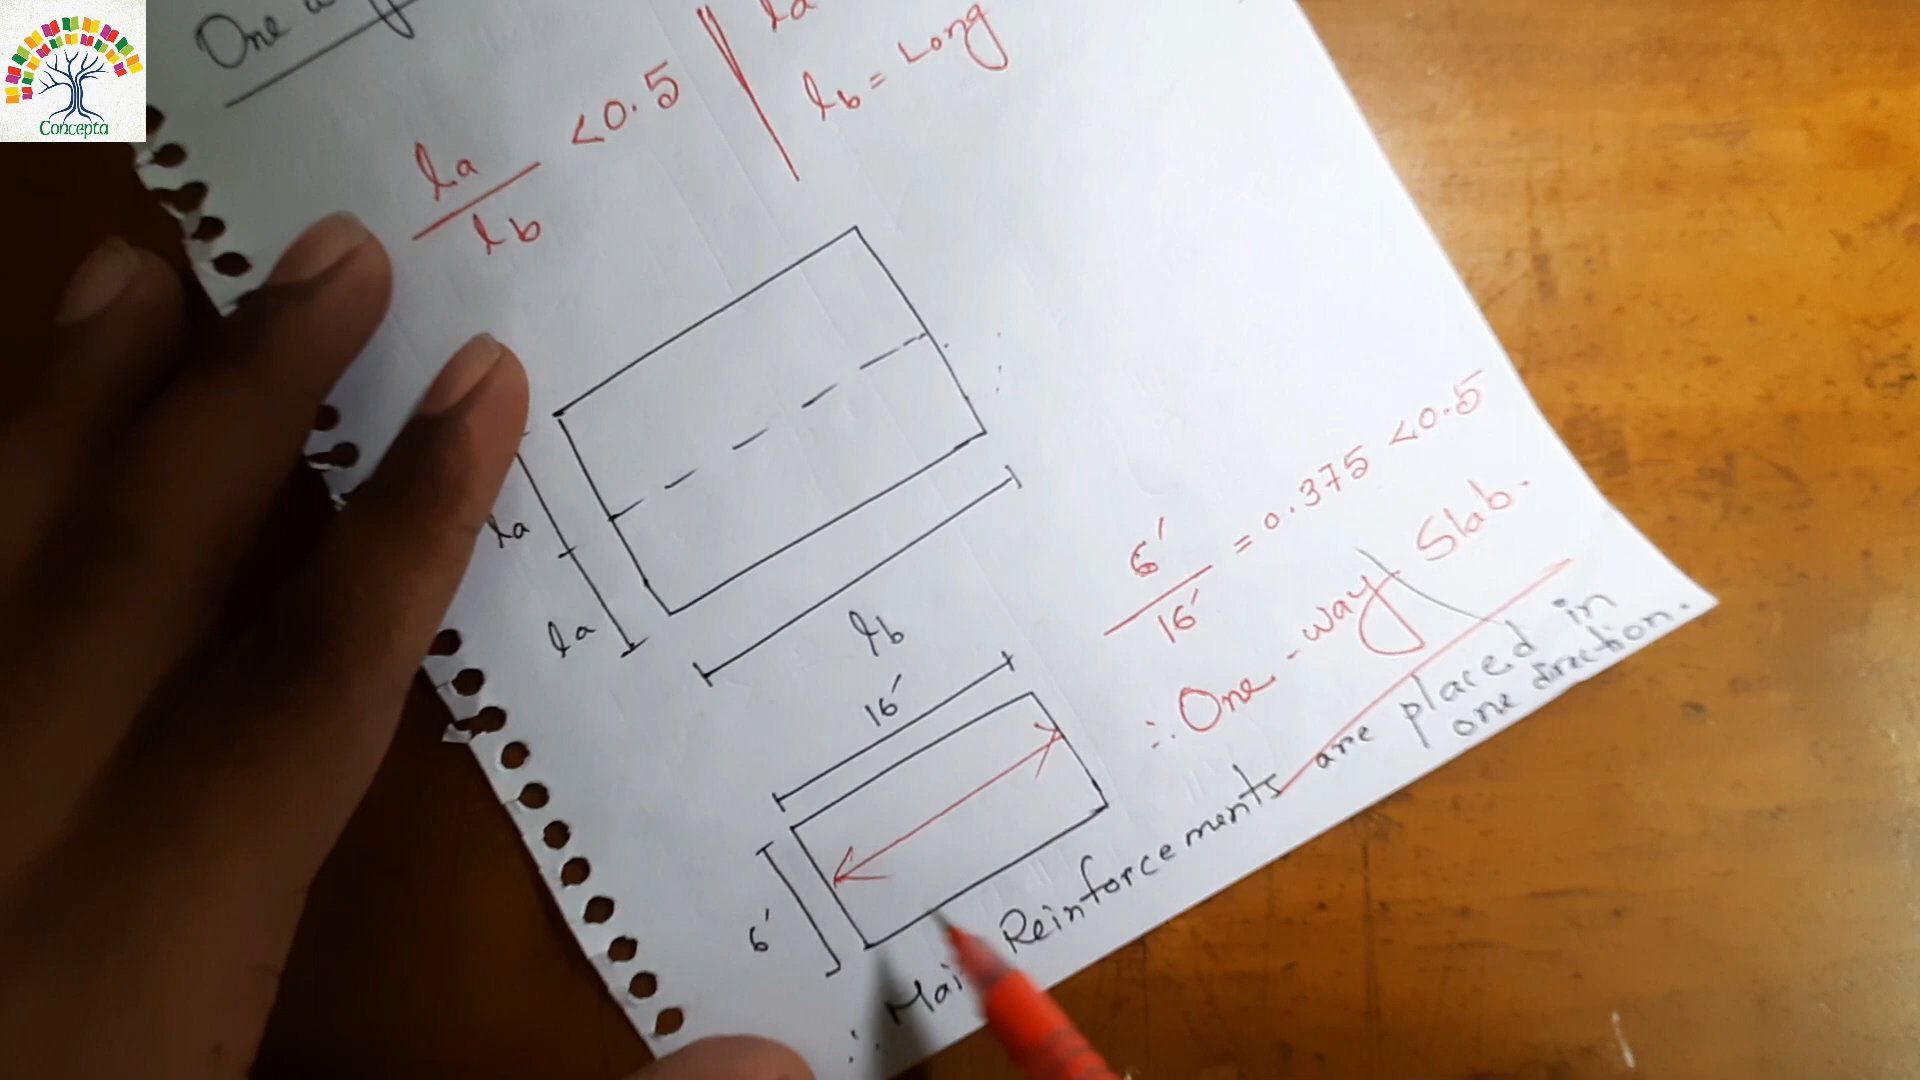 Concepta
One
la
lb = Long
la
lb
<0.5
la
la
lb
16'
6'
6'
16'
= 0.375 <0.5
∴ One-way Slab.
∴ Main Reinforcements are placed in
one direction.